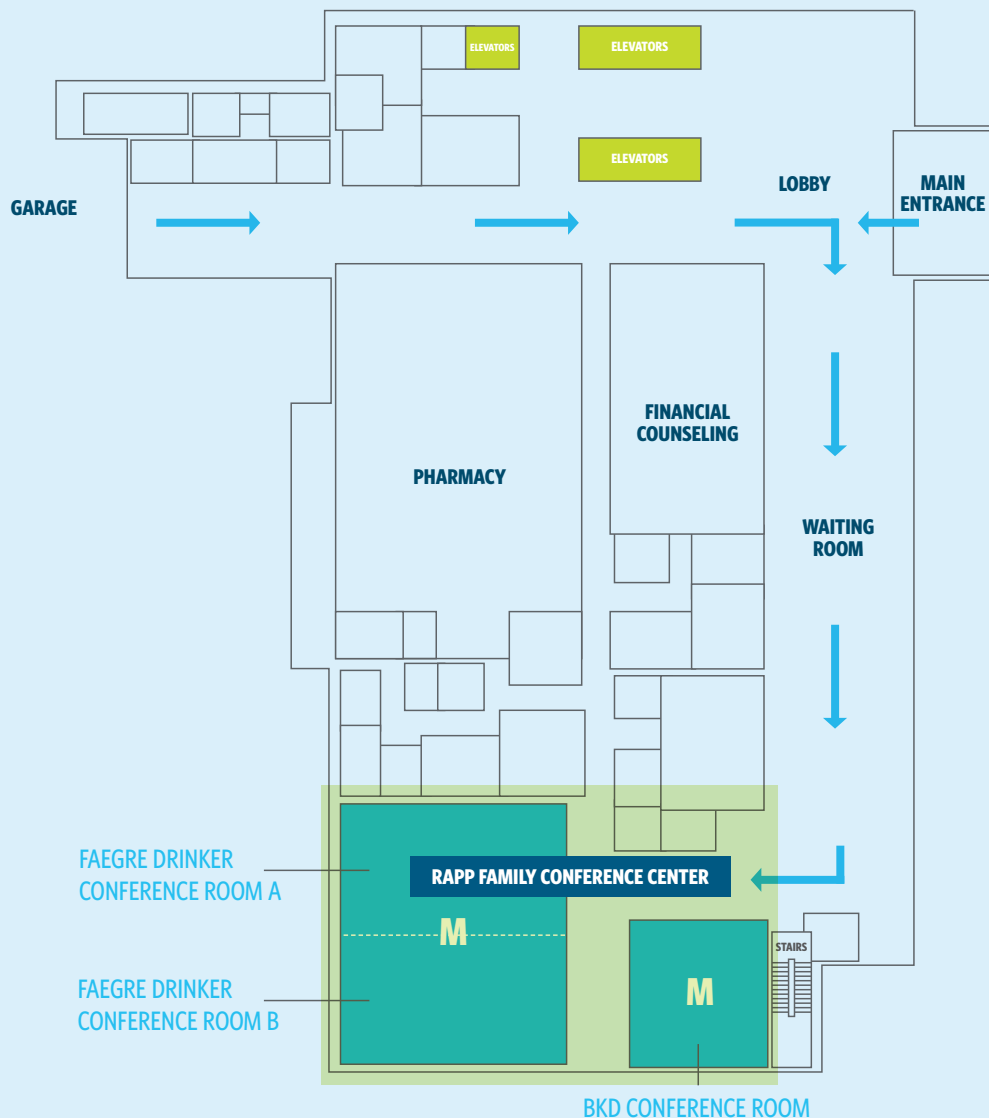 ELEVATORS
ELEVATORS
ELEVATORS
LOBBY
MAIN
ENTRANCE
GARAGE
FINANCIAL
COUNSELING
PHARMACY
WAITING
ROOM
FAEGRE DRINKER
CONFERENCE ROOM A
RAPP FAMILY CONFERENCE CENTER
M
STAIRS
FAEGRE DRINKER
CONFERENCE ROOM B
M
BKD CONFERENCE ROOM